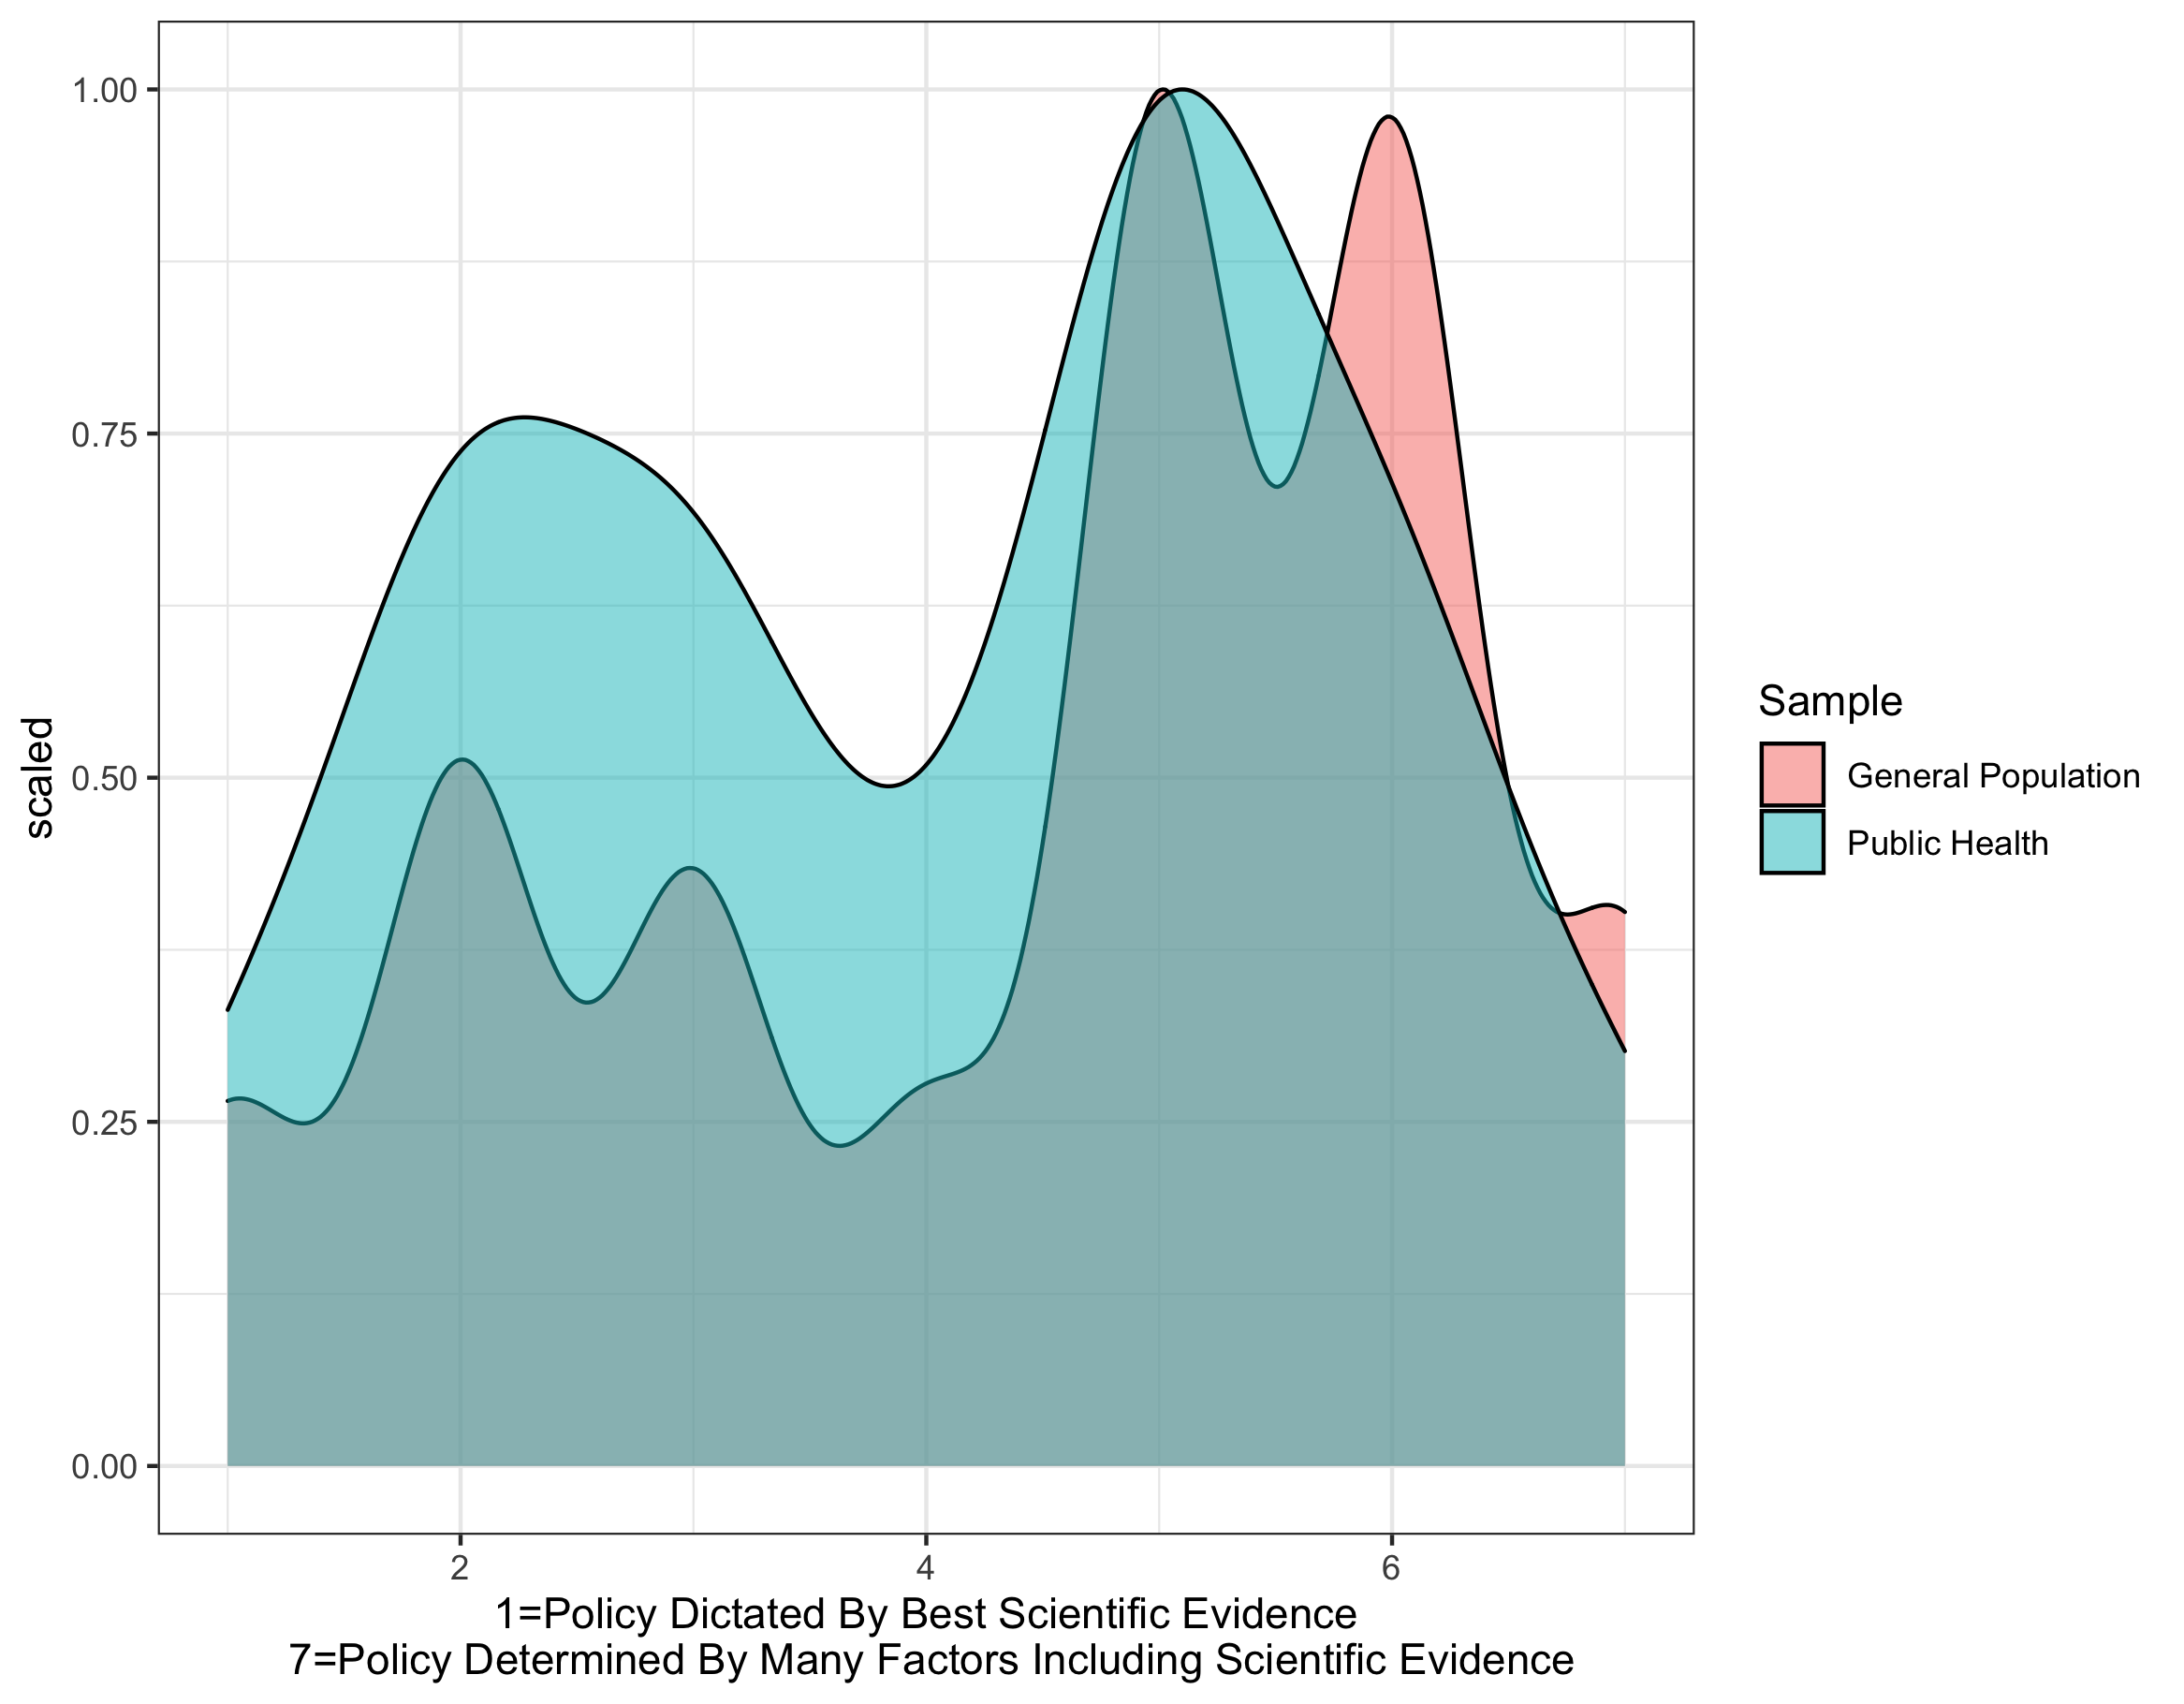 1.00
0.75
0.50
0.25
0.00
scaled
2 4 6
1=Policy Dictated By Best Scientific Evidence
7=Policy Determined By Many Factors Including Scientific Evidence
Sample
General Population
Public Health